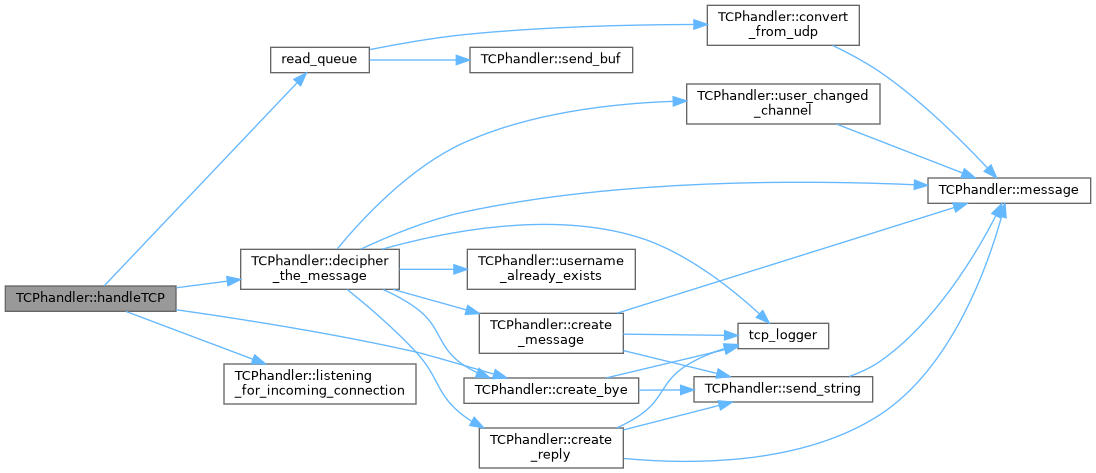 TCPhandler::handleTCP
read_queue
TCPhandler::decipher
_the_message
TCPhandler::listening
_for_incoming_connection
TCPhandler::send_buf
TCPhandler::username
_already_exists
TCPhandler::create
_message
TCPhandler::create_bye
TCPhandler::create
_reply
TCPhandler::convert
_from_udp
TCPhandler::user_changed
_channel
tcp_logger
TCPhandler::send_string
TCPhandler::message